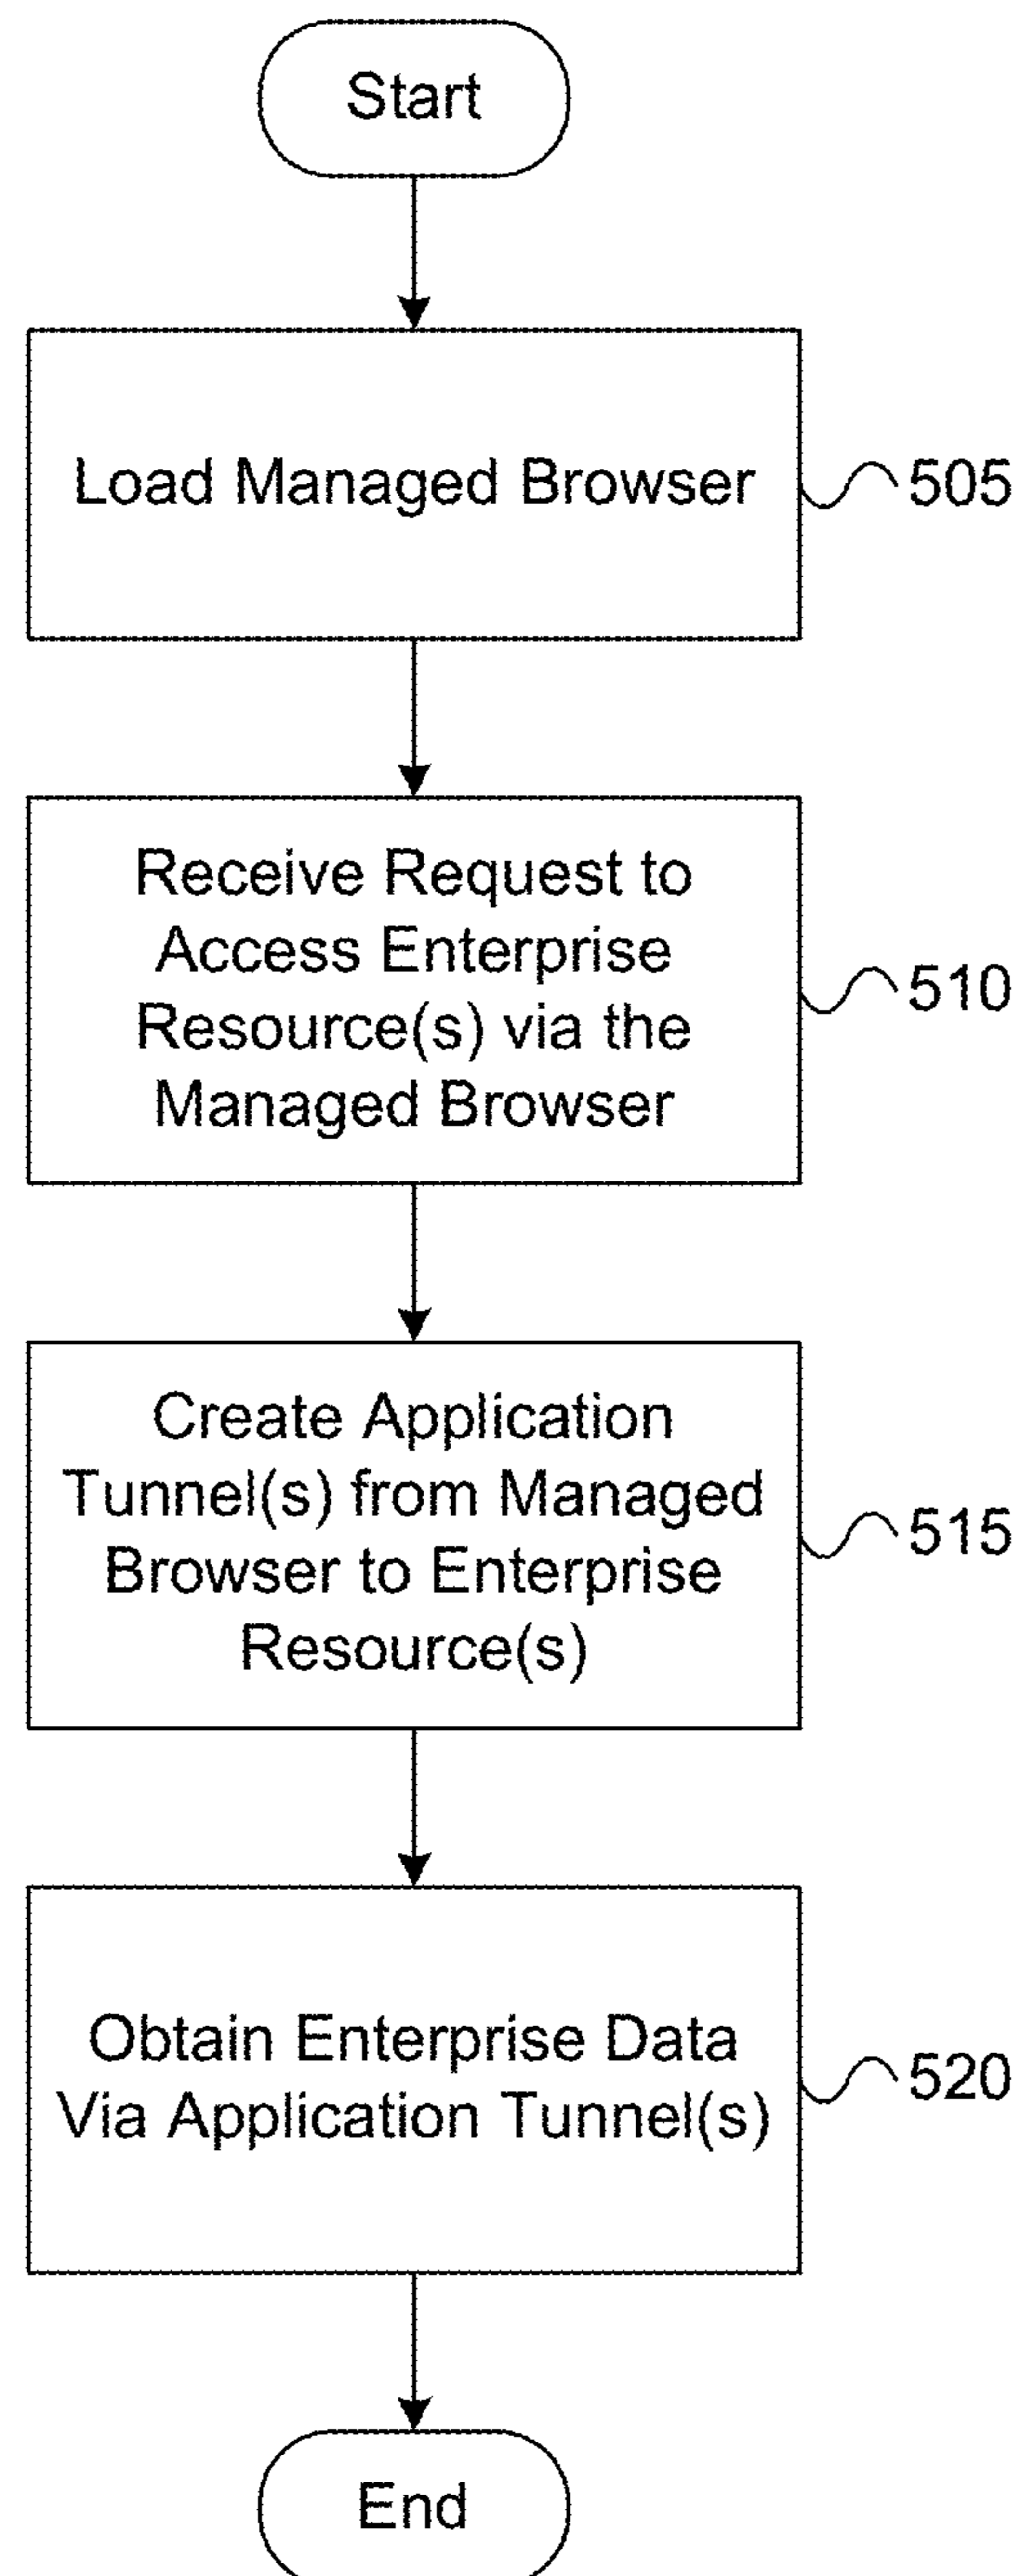 Start
Load Managed Browser
505
Receive Request to
Access Enterprise
Resource(s) via the
Managed Browser
510
Create Application
Tunnel(s) from Managed
Browser to Enterprise
Resource(s)
515
Obtain Enterprise Data
Via Application Tunnel(s)
520
End